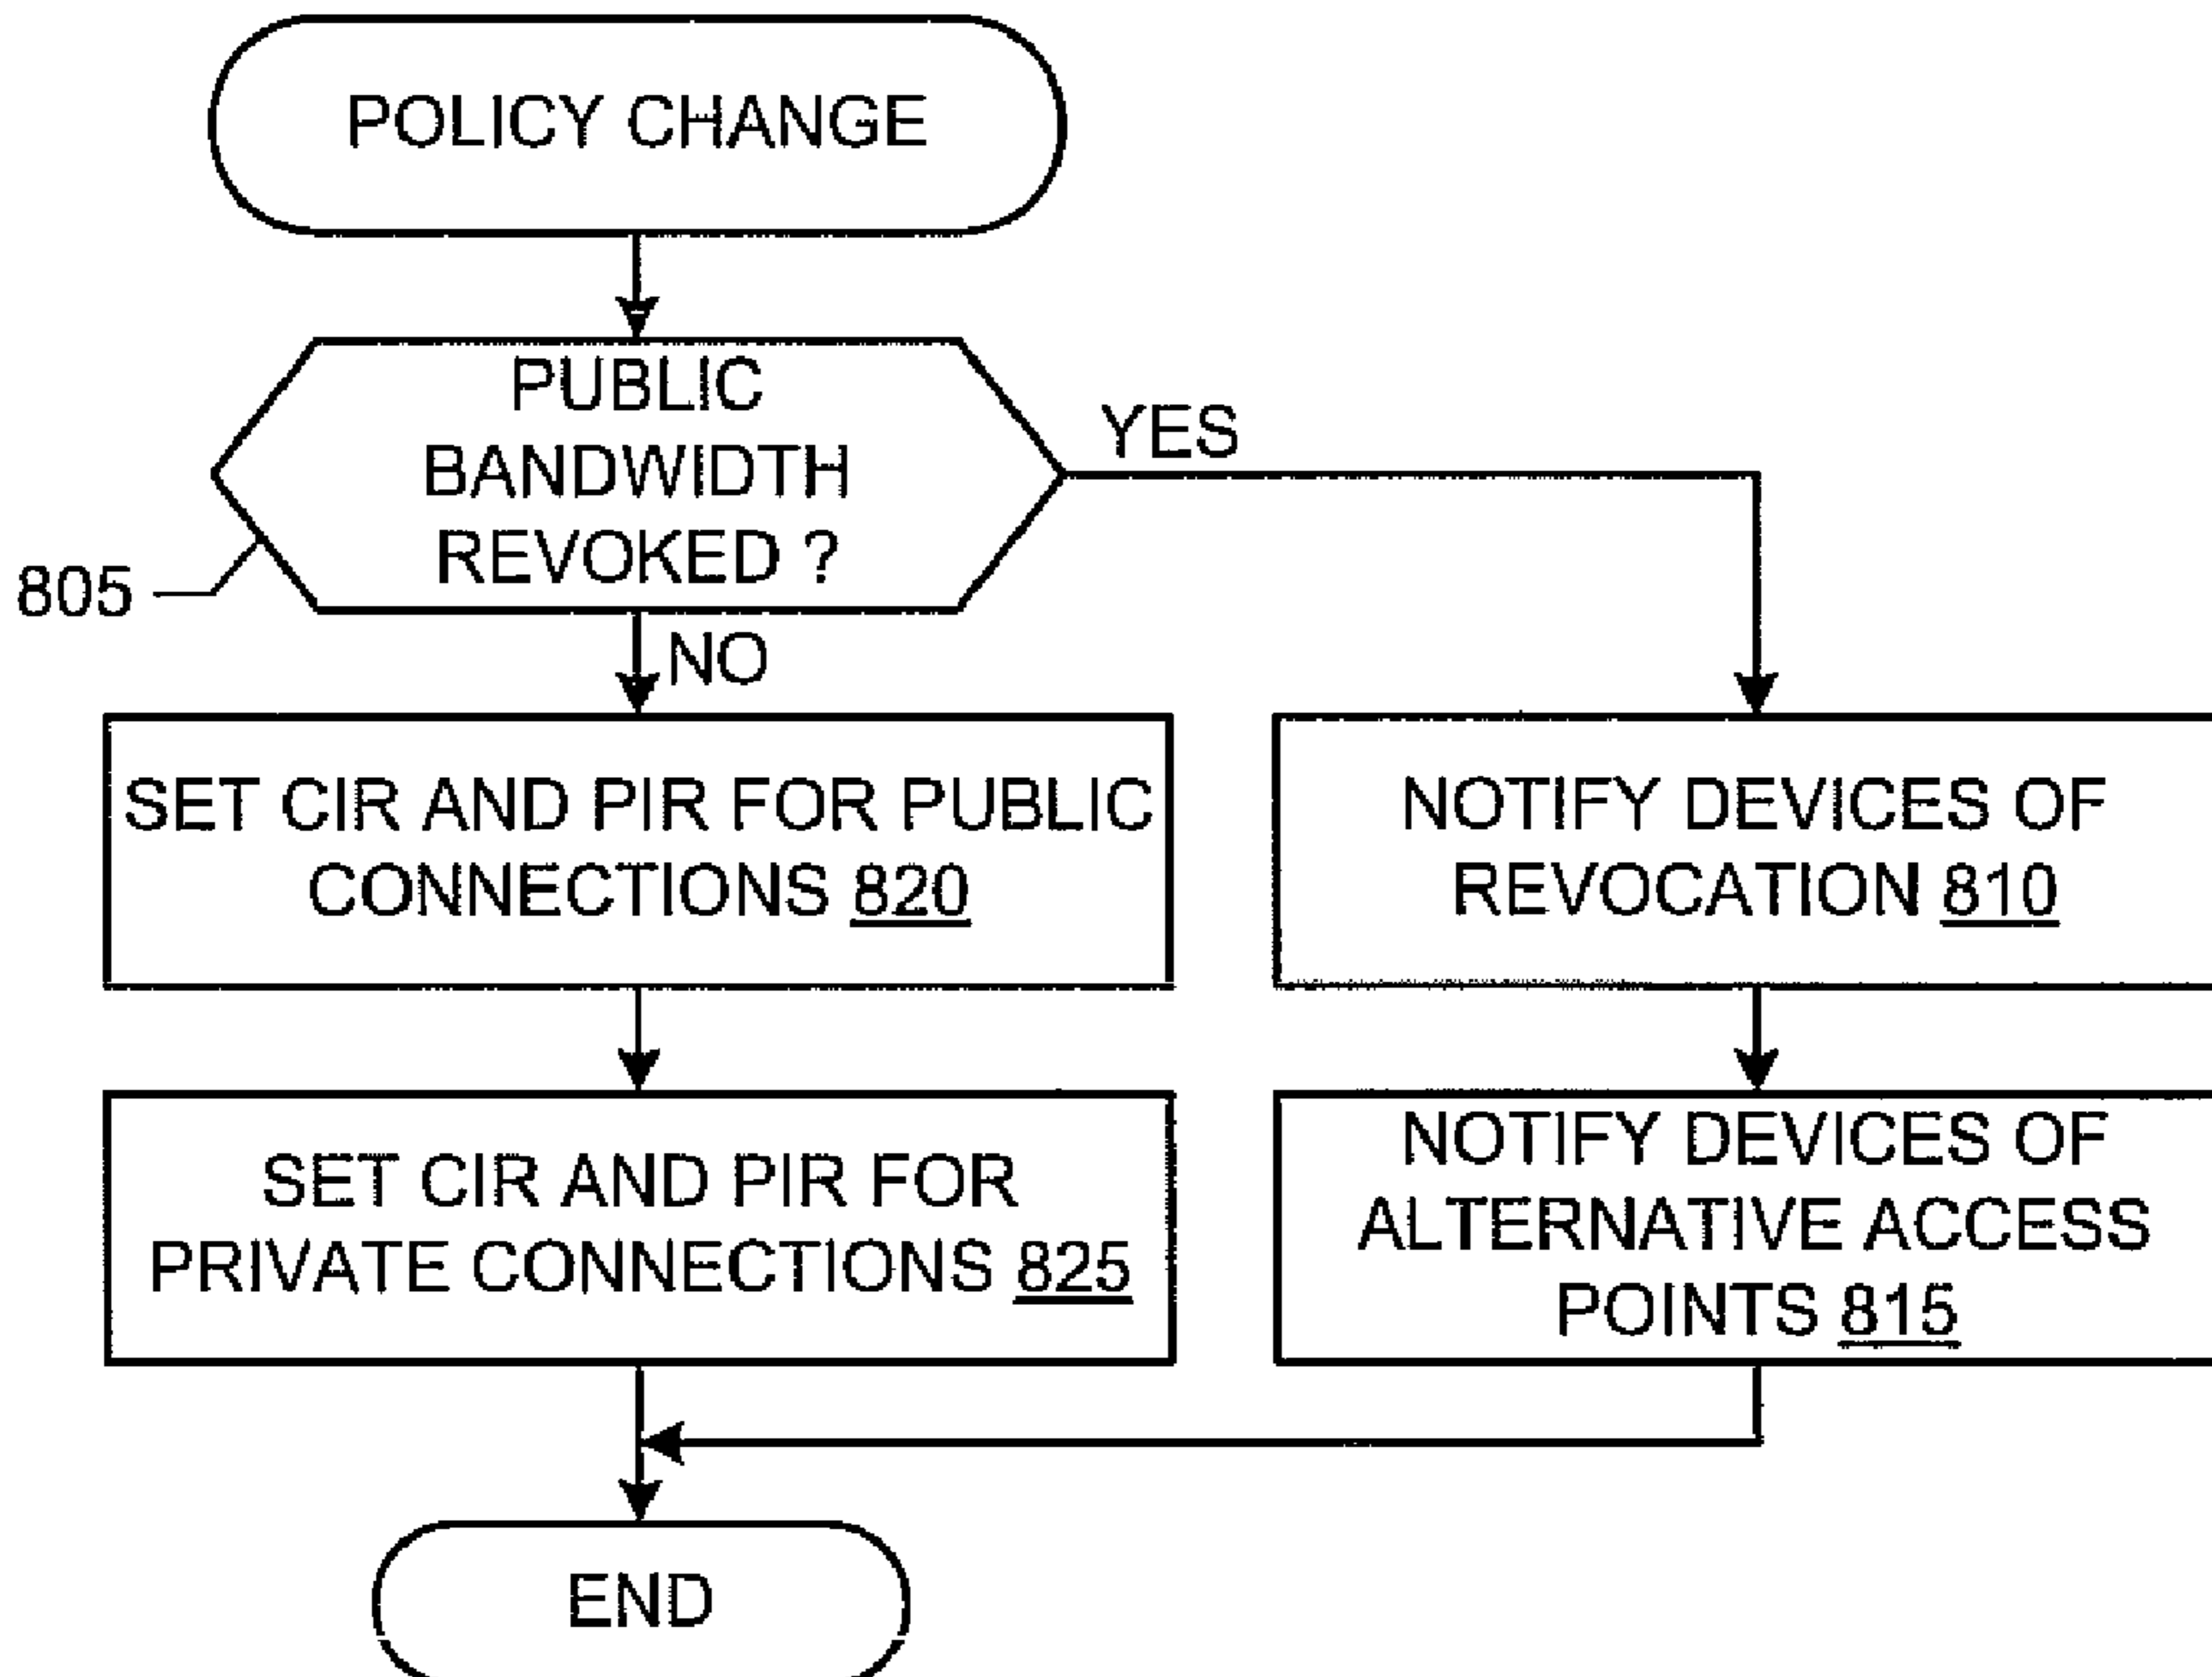 POLICY CHANGE
PUBLIC
BANDWIDTH
REVOKED ?
YES
805
NO
SET CIR AND PIR FOR PUBLIC
CONNECTIONS 820
NOTIFY DEVICES OF
REVOCATION 810
SET CIR AND PIR FOR
PRIVATE CONNECTIONS 825
NOTIFY DEVICES OF
ALTERNATIVE ACCESS
POINTS 815
END